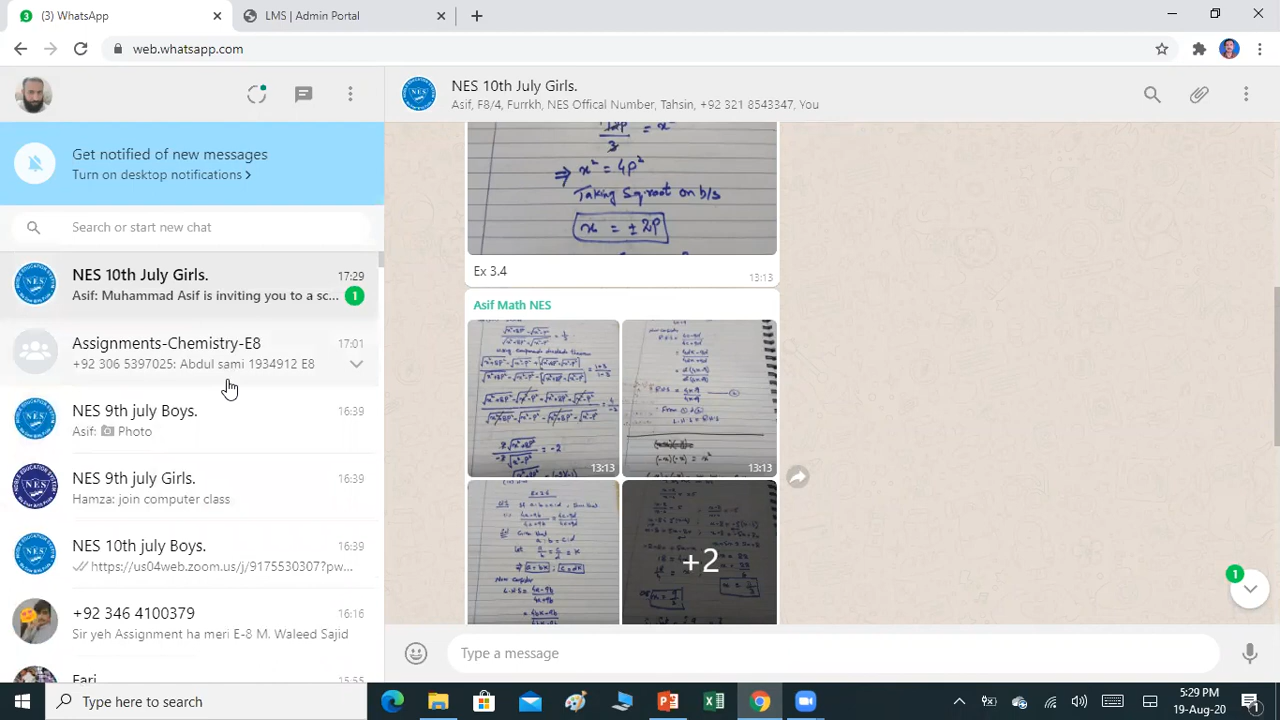 (3) WhatsApp
LMS | Admin Portal
web.whatsapp.com
NES 10th July Girls.
Asif, F8/4, Furrkh, NES Offical Number, Tahsin, +92 321 8543347, You
Get notified of new messages
Turn on desktop notifications >
Search or start new chat
NES 10th July Girls.
17:29
Asif: Muhammad Asif is inviting you to a sc...
1
Assignments-Chemistry-E8
17:01
+92 306 5397025: Abdul sami 1934912 E8
NES 9th july Boys.
16:39
Asif: Photo
NES 9th july Girls.
16:39
Hamza: join computer class
NES 10th july Boys.
16:39
https://us04web.zoom.us/j/9175530307?pw...
+92 346 4100379
16:16
Sir yeh Assignment ha meri E-8 M. Waleed Sajid
Fari
15:55
⇒ x² = 4p²
Taking Sq root on b/s
x = ±2p
Ex 3.4
13:13
Asif Math NES
13:13
13:13
+2
1
Type a message
Type here to search
5:29 PM
19-Aug-20